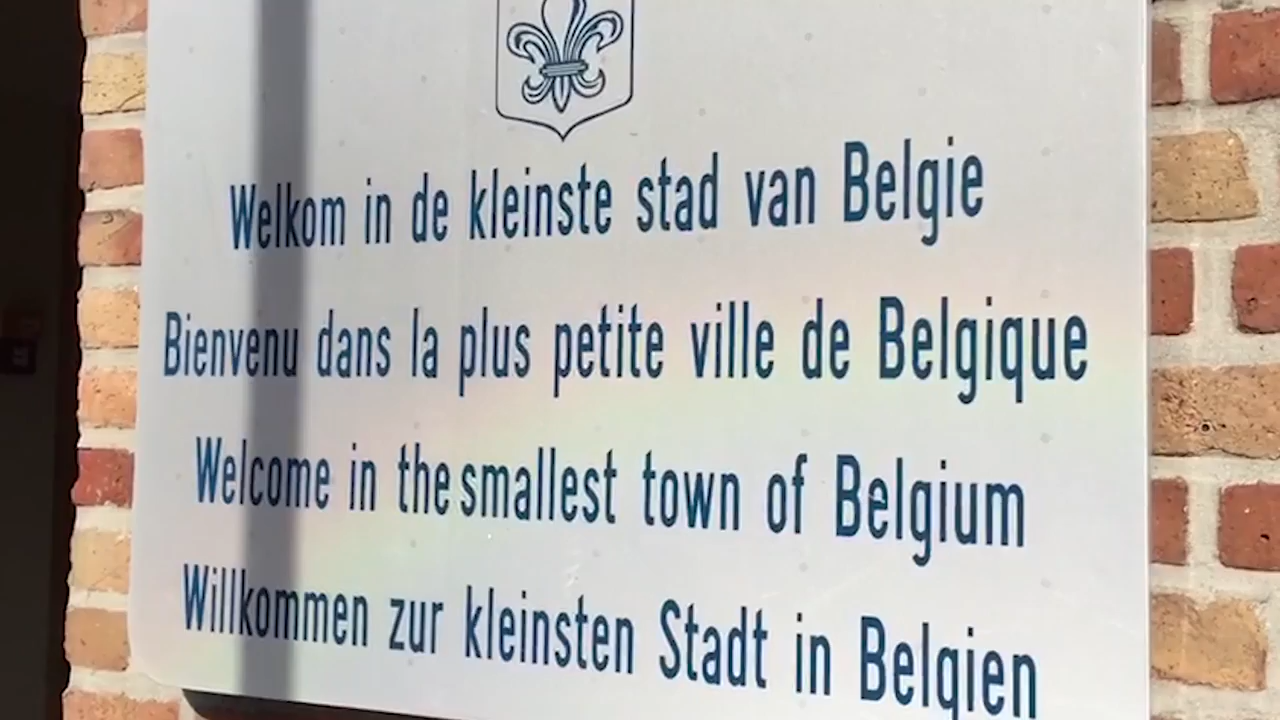 Welkom in de kleinste stad van Belgie
Bienvenu dans la plus petite ville de Belgique
Welcome in the smallest town of Belgium
Willkommen zur kleinsten Stadt in Belgien